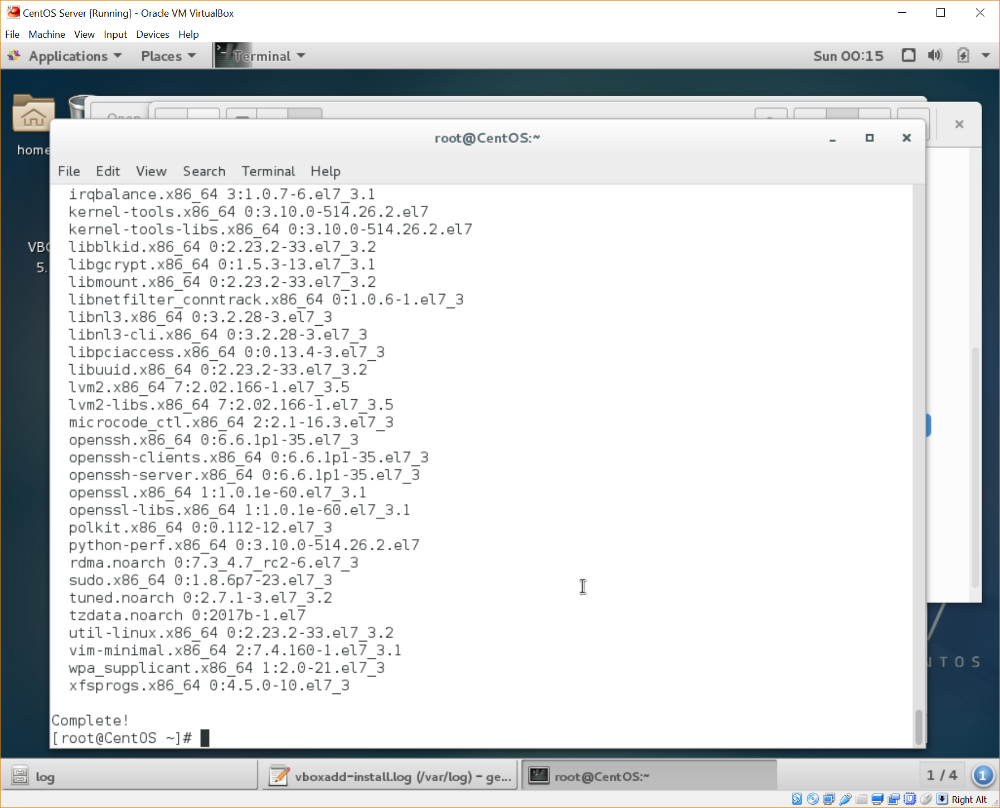 CentOS Server [Running] - Oracle VM VirtualBox
File Machine View Input Devices Help
Applications Places Terminal Sun 00:15
Open
home
root@CentOS:~
File Edit View Search Terminal Help
irqbalance.x86_64 3:1.0.7-6.el7_3.1
kernel-tools.x86_64 0:3.10.0-514.26.2.el7
kernel-tools-libs.x86_64 0:3.10.0-514.26.2.el7
libblkid.x86_64 0:2.23.2-33.el7_3.2
libgcrypt.x86_64 0:1.5.3-13.el7_3.1
libmount.x86_64 0:2.23.2-33.el7_3.2
libnetfilter_conntrack.x86_64 0:1.0.6-1.el7_3
libnl3.x86_64 0:3.2.28-3.el7_3
libnl3-cli.x86_64 0:3.2.28-3.el7_3
libpciaccess.x86_64 0:0.13.4-3.el7_3
libuuid.x86_64 0:2.23.2-33.el7_3.2
lvm2.x86_64 7:2.02.166-1.el7_3.5
lvm2-libs.x86_64 7:2.02.166-1.el7_3.5
microcode_ctl.x86_64 2:2.1-16.3.el7_3
openssh.x86_64 0:6.6.1p1-35.el7_3
openssh-clients.x86_64 0:6.6.1p1-35.el7_3
openssh-server.x86_64 0:6.6.1p1-35.el7_3
openssl.x86_64 1:1.0.1e-60.el7_3.1
openssl-libs.x86_64 1:1.0.1e-60.el7_3.1
polkit.x86_64 0:0.112-12.el7_3
python-perf.x86_64 0:3.10.0-514.26.2.el7
rdma.noarch 0:7.3_4.7_rc2-6.el7_3
sudo.x86_64 0:1.8.6p7-23.el7_3
tuned.noarch 0:2.7.1-3.el7_3.2
tzdata.noarch 0:2017b-1.el7
util-linux.x86_64 0:2.23.2-33.el7_3.2
vim-minimal.x86_64 2:7.4.160-1.el7_3.1
wpa_supplicant.x86_64 1:2.0-21.el7_3
xfsprogs.x86_64 0:4.5.0-10.el7_3
Complete!
[root@CentOS ~]#
VBO
5.
NTOS
log vboxadd-install.log (/var/log) - ge... root@CentOS:~ 1 / 4 1
Right Alt